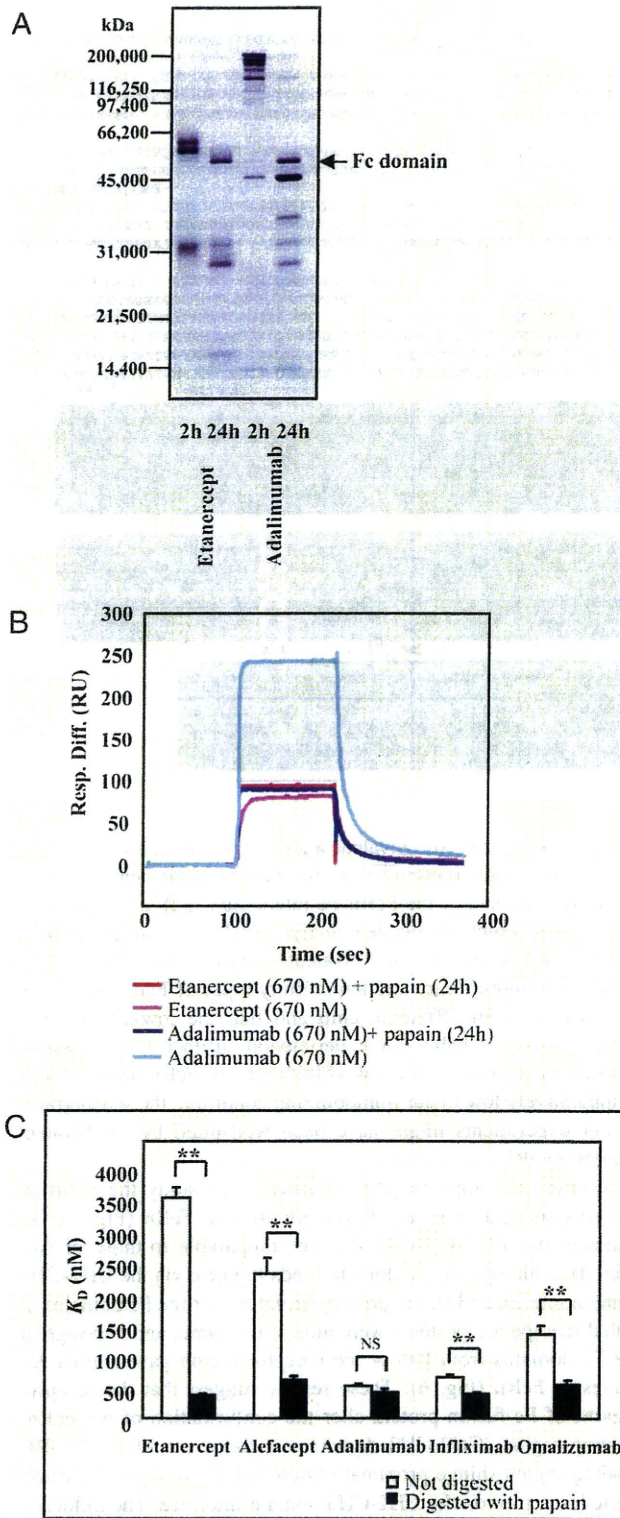 A
kDa
200,000
116,250
97,400
66,200
Fc domain
45,000
31,000
21,500
14,400
2h 24h 2h 24h
Etanercept
Adalimumab
B
300
250
200
150
100
50
0
Resp. Diff. (RU)
0 100 200 300 400
Time (sec)
Etanercept (670 nM) + papain (24h)
Etanercept (670 nM)
Adalimumab (670 nM)+ papain (24h)
Adalimumab (670 nM)
C
4000
3500
3000
2500
2000
1500
1000
500
0
KD (nM)
**
**
NS
**
**
Etanercept Alefacept Adalimumab Infliximab Omalizumab
Not digested
Digested with papain